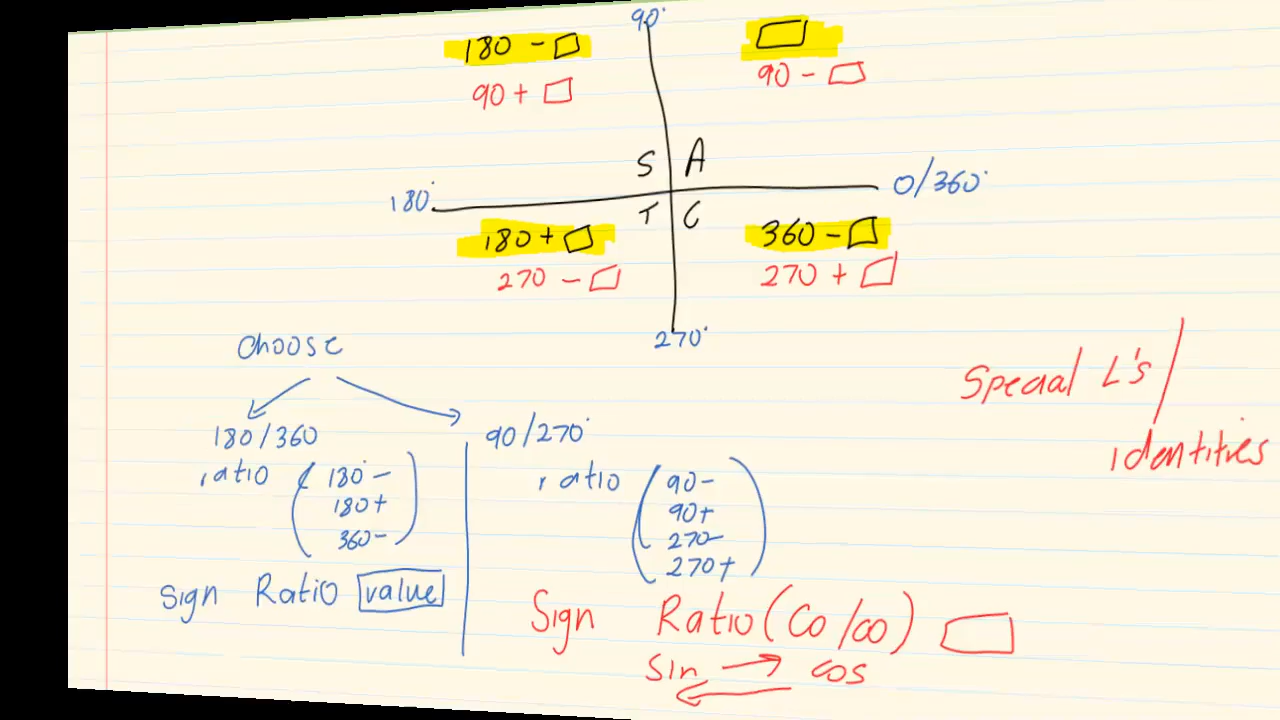 90°
180 -
90 +
90 -
S A
180°
0/360°
T C
180 +
270 -
360 -
270 +
270°
Choose
180/360
ratio ( 180 -
180+
360- )
Sign Ratio value
90/270°
ratio ( 90-
90+
270-
270+ )
Sign Ratio (Co/co)
sin → cos
←
Special L's /
identities